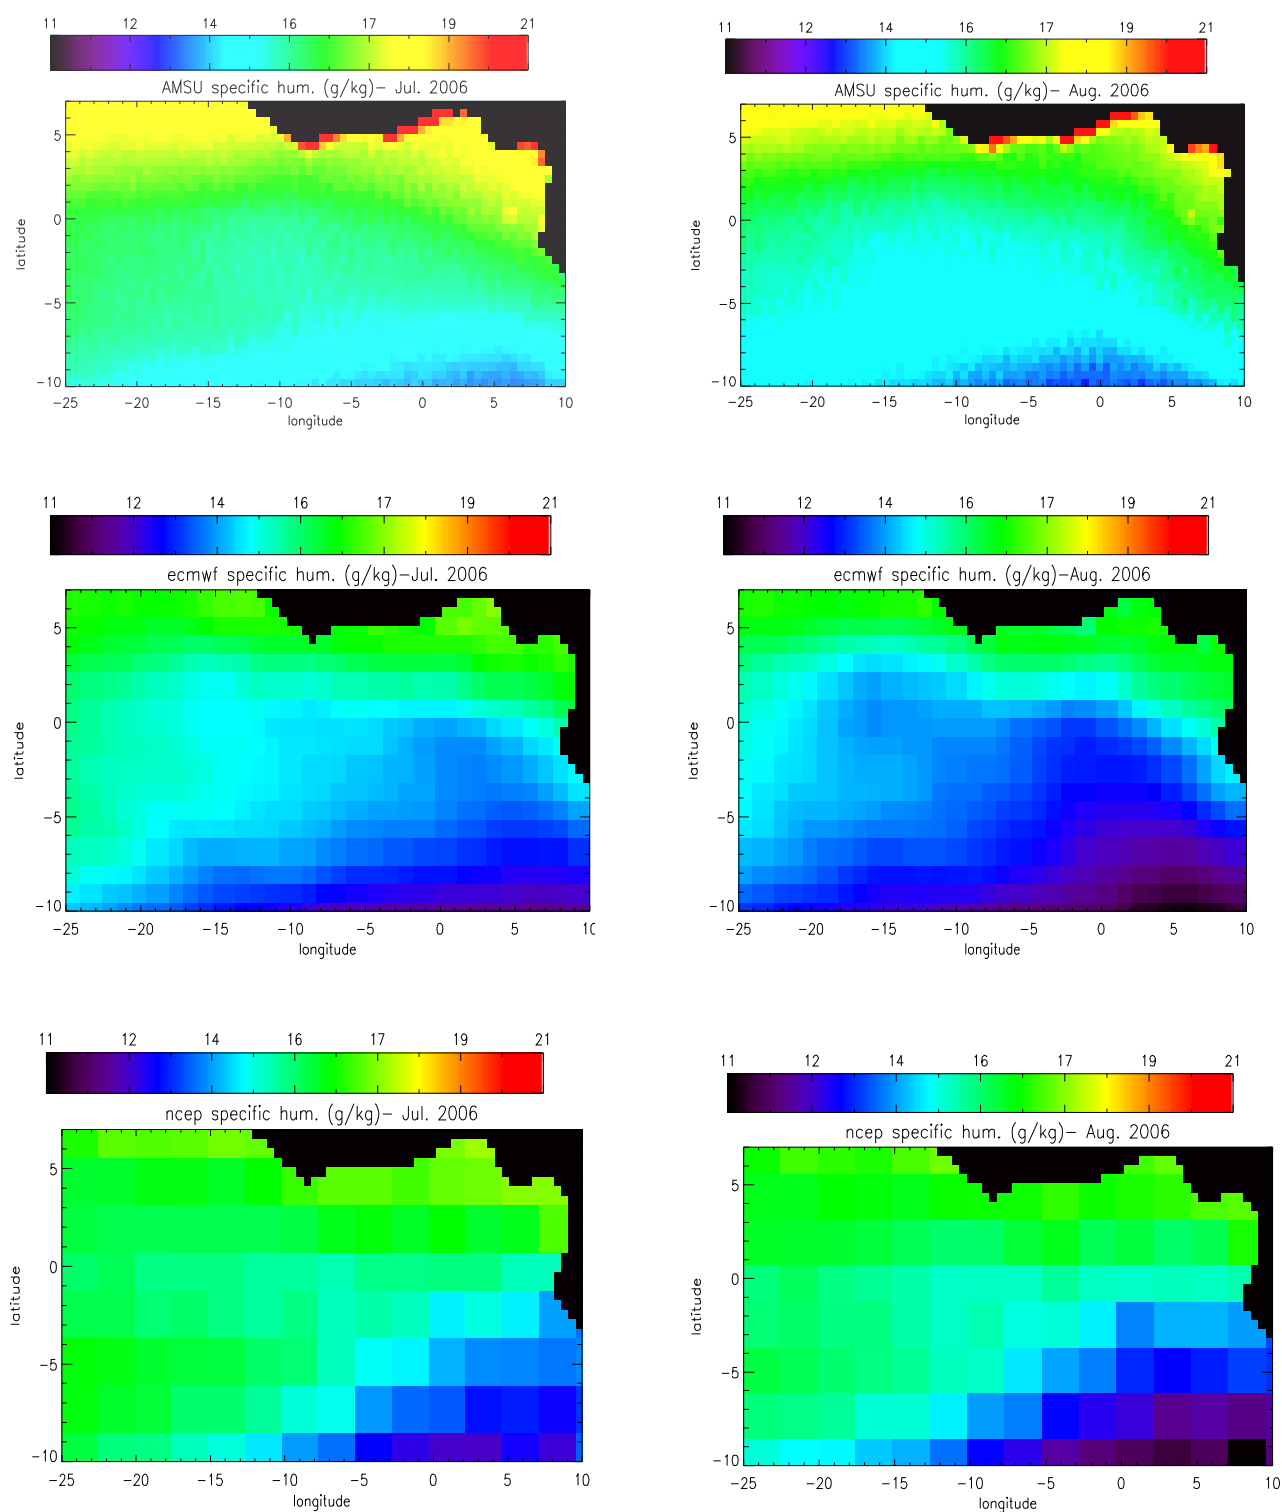 11 12 14 16 17 19 21
AMSU specific hum. (g/kg)- Jul. 2006
5
0
-5
-10
latitude
-25 -20 -15 -10 -5 0 5 10
longitude
11 12 14 16 17 19 21
AMSU specific hum. (g/kg)- Aug. 2006
5
0
-5
-10
latitude
-25 -20 -15 -10 -5 0 5 10
longitude
11 12 14 16 17 19 21
ecmwf specific hum. (g/kg)-Jul. 2006
5
0
-5
-10
latitude
-25 -20 -15 -10 -5 0 5 10
longitude
11 12 14 16 17 19 21
ecmwf specific hum. (g/kg)-Aug. 2006
5
0
-5
-10
latitude
-25 -20 -15 -10 -5 0 5 10
longitude
11 12 14 16 17 19 21
ncep specific hum. (g/kg)- Jul. 2006
5
0
-5
-10
latitude
-25 -20 -15 -10 -5 0 5 10
longitude
11 12 14 16 17 19 21
ncep specific hum. (g/kg)- Aug. 2006
5
0
-5
-10
latitude
-25 -20 -15 -10 -5 0 5 10
longitude